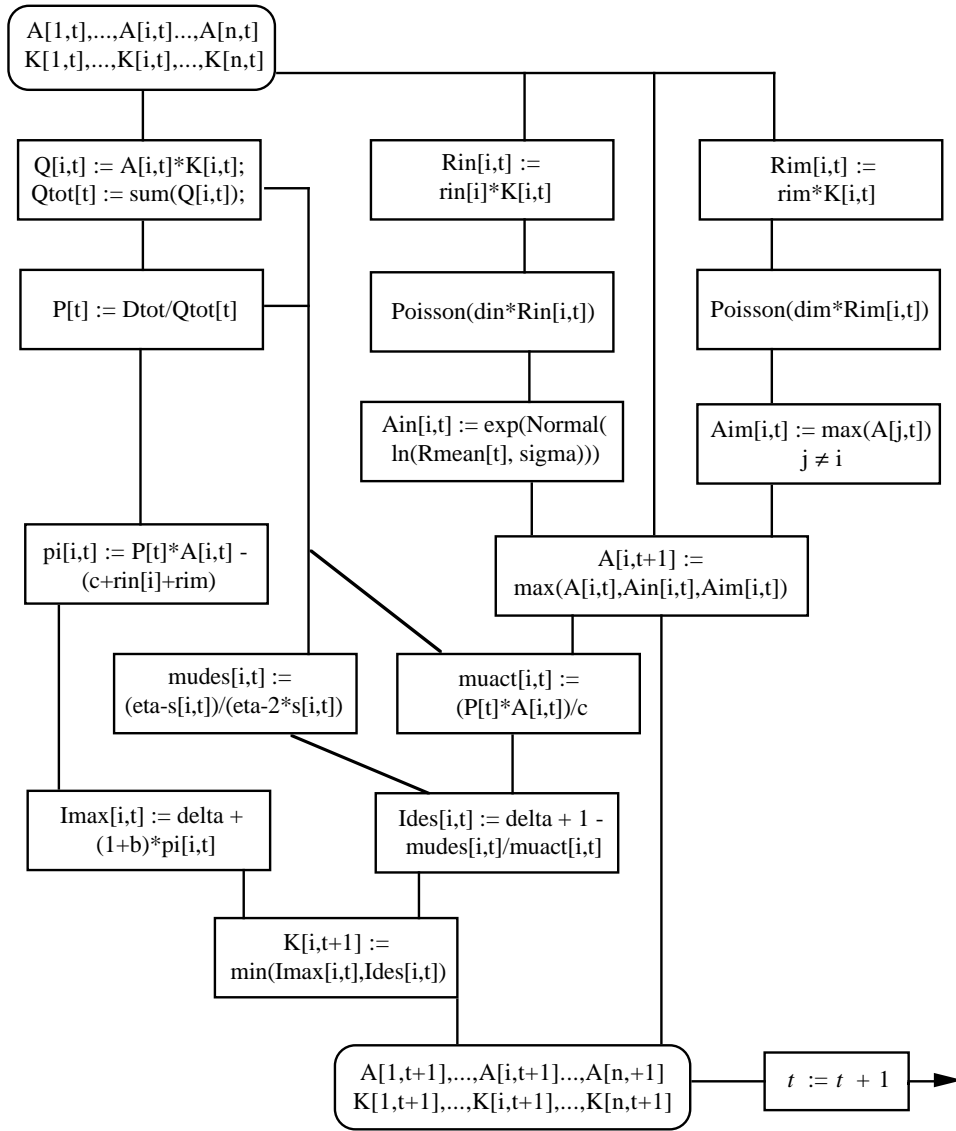 A[1,t],...,A[i,t]...,A[n,t]
K[1,t],...,K[i,t],...,K[n,t]
Q[i,t] := A[i,t]*K[i,t];
Qtot[t] := sum(Q[i,t]);
Rin[i,t] :=
rin[i]*K[i,t]
Rim[i,t] :=
rim*K[i,t]
P[t] := Dtot/Qtot[t]
Poisson(din*Rin[i,t])
Poisson(dim*Rim[i,t])
Ain[i,t] := exp(Normal(
ln(Rmean[t], sigma)))
Aim[i,t] := max(A[j,t])
j ≠ i
pi[i,t] := P[t]*A[i,t] -
(c+rin[i]+rim)
A[i,t+1] :=
max(A[i,t],Ain[i,t],Aim[i,t])
mudes[i,t] :=
(eta-s[i,t])/(eta-2*s[i,t])
muact[i,t] :=
(P[t]*A[i,t])/c
Imax[i,t] := delta +
(1+b)*pi[i,t]
Ides[i,t] := delta + 1 -
mudes[i,t]/muact[i,t]
K[i,t+1] :=
min(Imax[i,t],Ides[i,t])
A[1,t+1],...,A[i,t+1]...,A[n,+1]
K[1,t+1],...,K[i,t+1],...,K[n,t+1]
t := t + 1